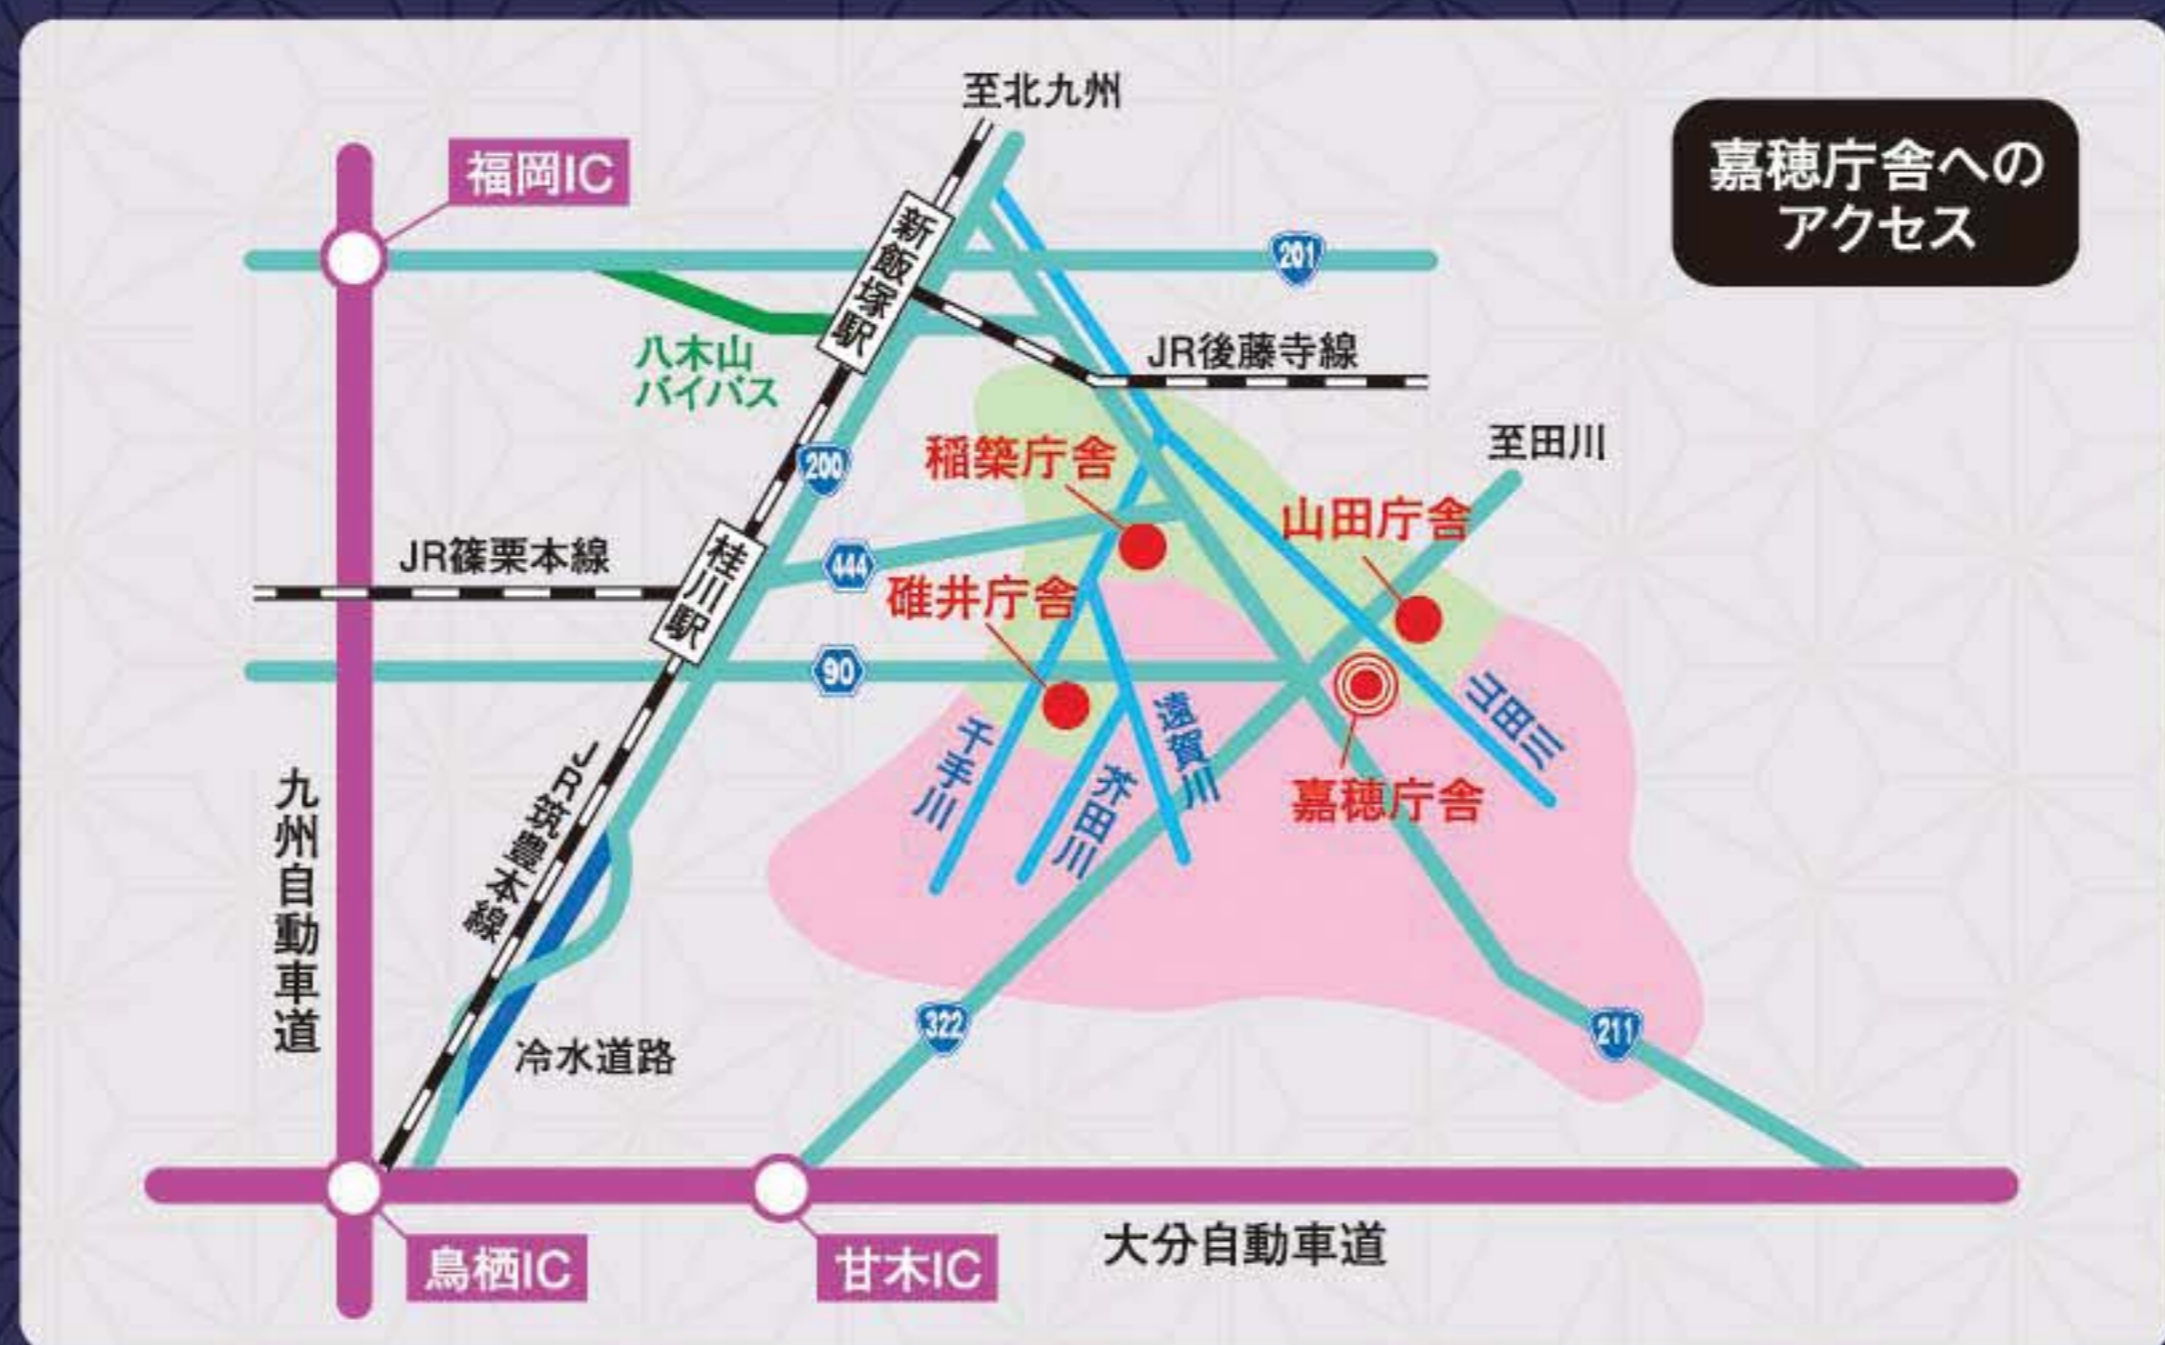 至北九州
嘉穂庁舎への
アクセス
福岡IC
新飯塚駅
201
八木山
バイパス
JR後藤寺線
至田川
稲築庁舎
200
山田庁舎
JR篠栗本線
桂川駅
444
碓井庁舎
90
山田川
遠賀川
千手川
芥田川
嘉穂庁舎
JR筑豊本線
九州自動車道
322
211
冷水道路
大分自動車道
鳥栖IC
甘木IC